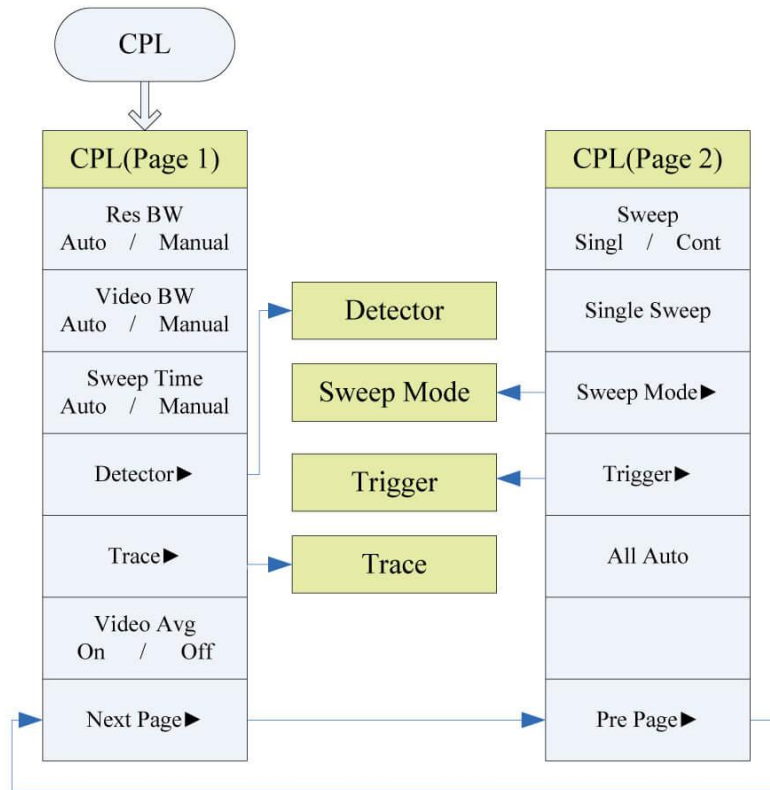 CPL
CPL(Page 1)
Res BW
Auto / Manual
Video BW
Auto / Manual
Sweep Time
Auto / Manual
Detector►
Trace►
Video Avg
On / Off
Next Page►
Detector
Sweep Mode
Trigger
Trace
CPL(Page 2)
Sweep
Singl / Cont
Single Sweep
Sweep Mode►
Trigger►
All Auto
Pre Page►